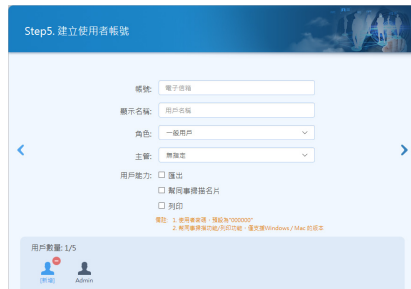 Step5. 建立使用者帳號
帳號: 電子信箱
顯示名稱: 用戶名稱
角色: 一般用戶
主管: 無指定
用戶能力: 匯出
幫同事掃描名片
列印
備註: 1. 使用者密碼，預設為"000000"
2. 幫同事掃描功能/列印功能，僅支援Windows / Mac 的版本
用戶數量: 1/5
[新增] Admin